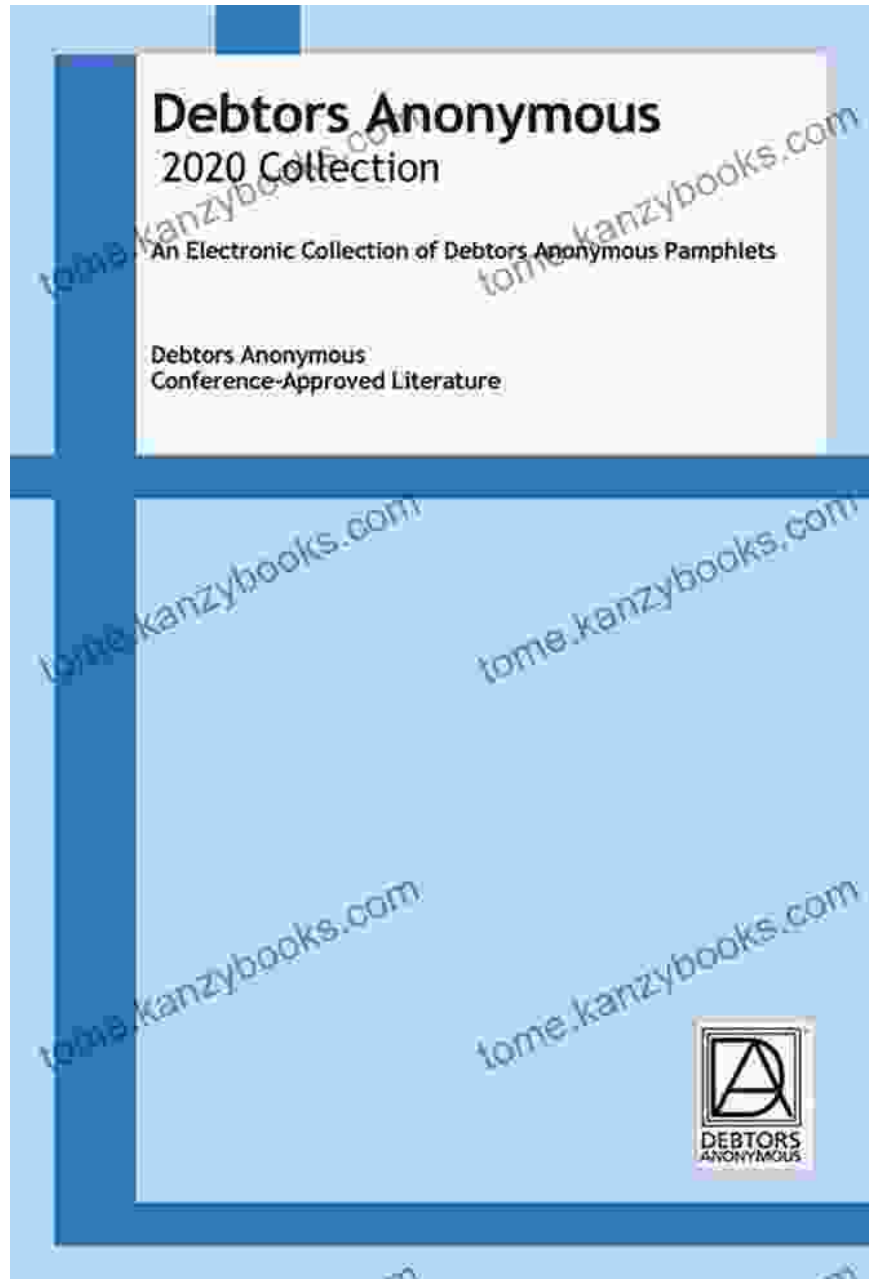 Debtors Anonymous
2020 Collection
An Electronic Collection of Debtors Anonymous Pamphlets
Debtors Anonymous
Conference-Approved Literature
tome.kanzybooks.com
tome.kanzybooks.com
tome.kanzybooks.com
tome.kanzybooks.com
tome.kanzybooks.com
tome.kanzybooks.com
DA
DEBTORS
ANONYMOUS